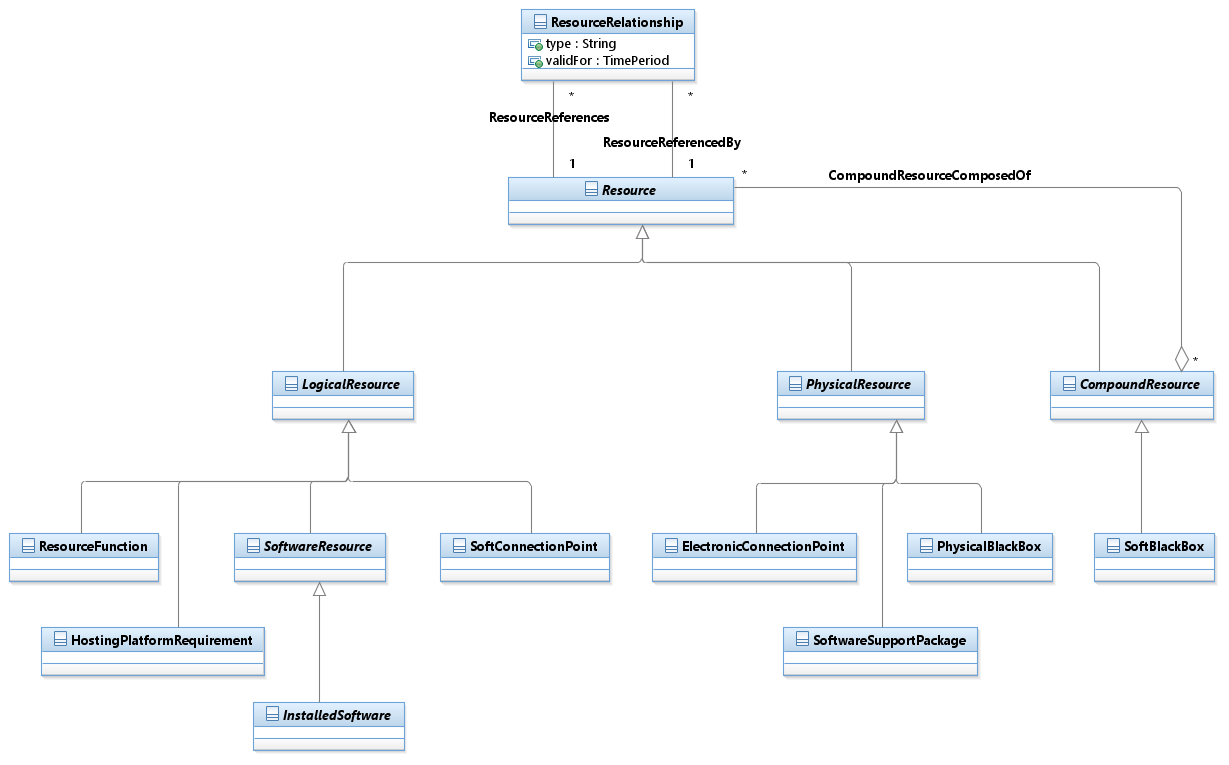 ResourceRelationship
type : String
validFor : TimePeriod
* *
ResourceReferences
ResourceReferencedBy
1 1
* CompoundResourceComposedOf
Resource
*
LogicalResource PhysicalResource CompoundResource
ResourceFunction SoftwareResource SoftConnectionPoint ElectronicConnectionPoint PhysicalBlackBox SoftBlackBox
HostingPlatformRequirement SoftwareSupportPackage
InstalledSoftware